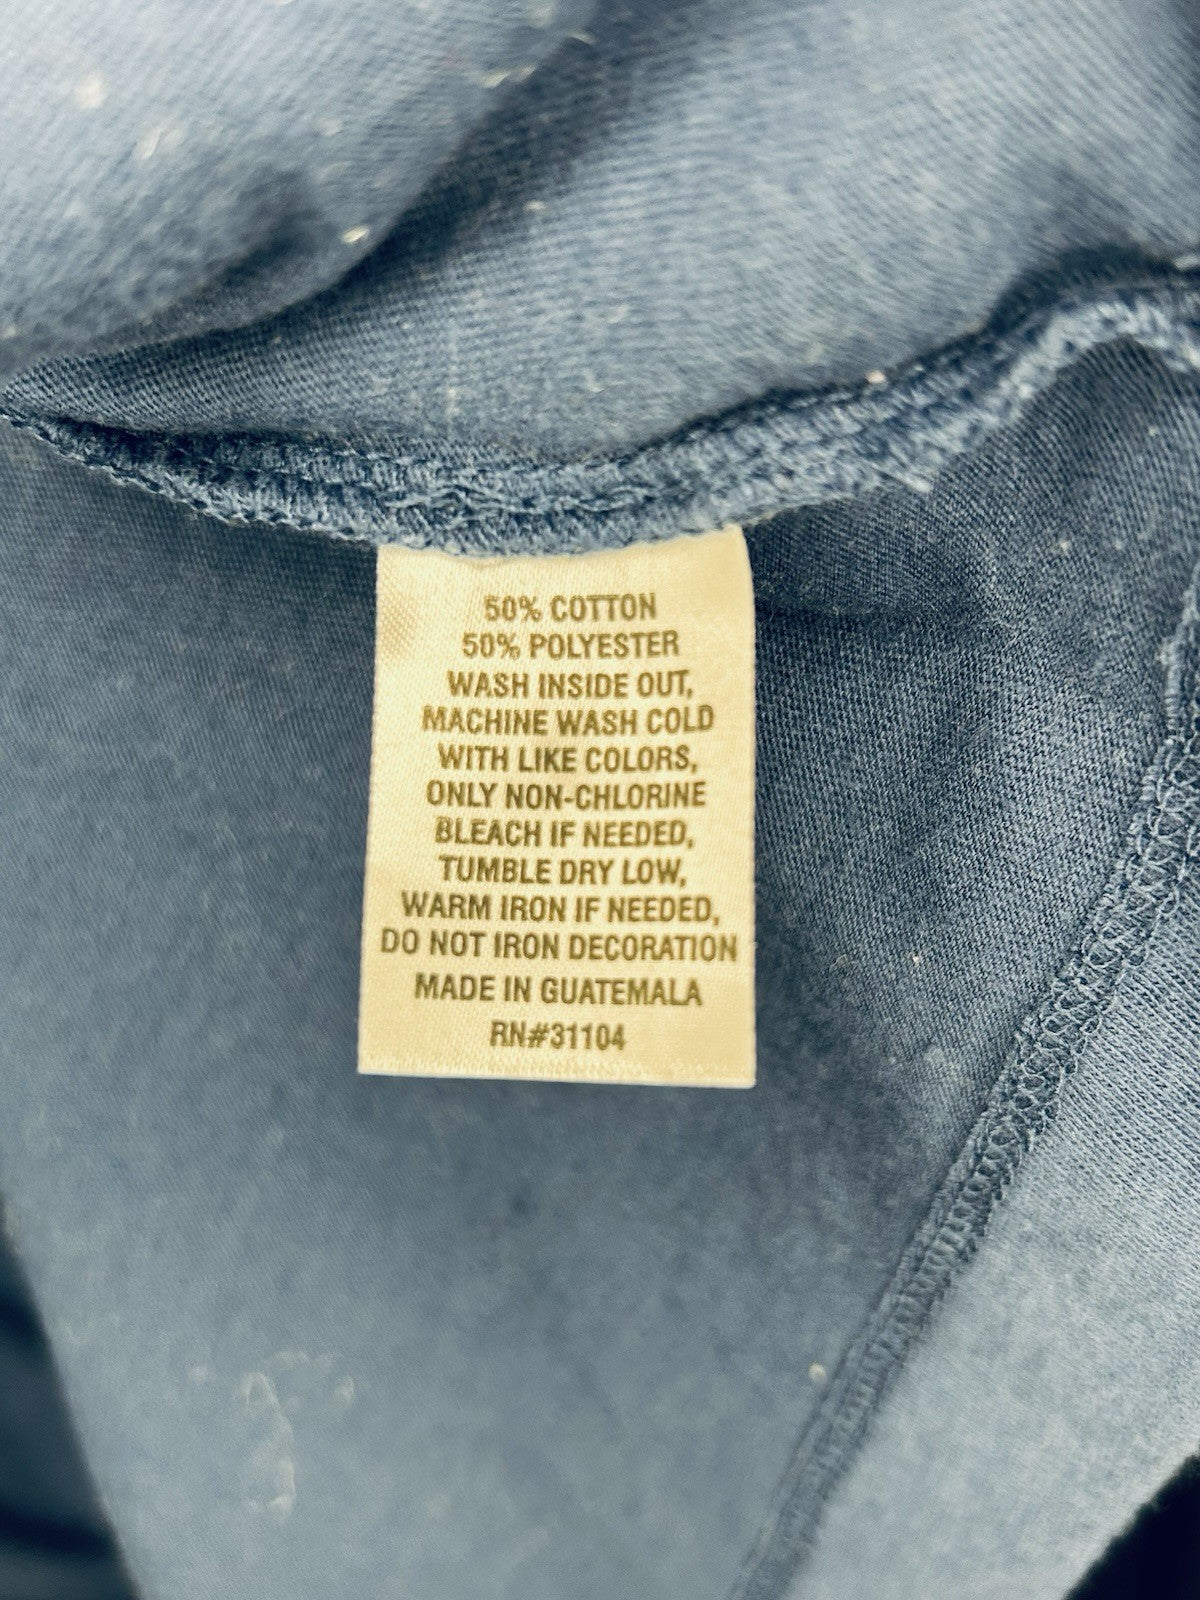 50% COTTON
50% POLYESTER
WASH INSIDE OUT,
MACHINE WASH COLD
WITH LIKE COLORS,
ONLY NON-CHLORINE
BLEACH IF NEEDED,
TUMBLE DRY LOW,
WARM IRON IF NEEDED,
DO NOT IRON DECORATION
MADE IN GUATEMALA
RN#31104